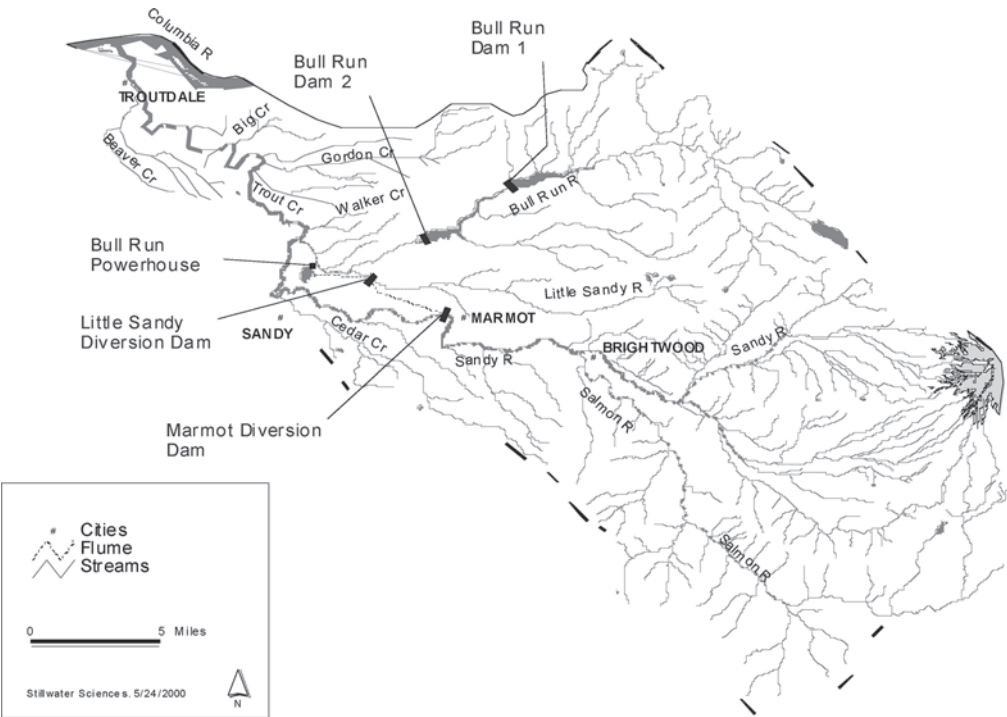 Columbia R
Bull Run
Dam 1
Bull Run
Dam 2
TROUTDALE
Big Cr
Beaver Cr
Gordon Cr
Trout Cr
Walker Cr
Bull Run R
Bull Run
Powerhouse
Little Sandy R
Little Sandy
Diversion Dam
SANDY
Cedar Cr
MARMOT
Sandy R
BRIGHTWOOD
Sandy R
Salmon R
Marmot Diversion
Dam
Salmon R
Cities
Flume
Streams
0 5 Miles
Stillwater Sciences. 5/24/2000
N